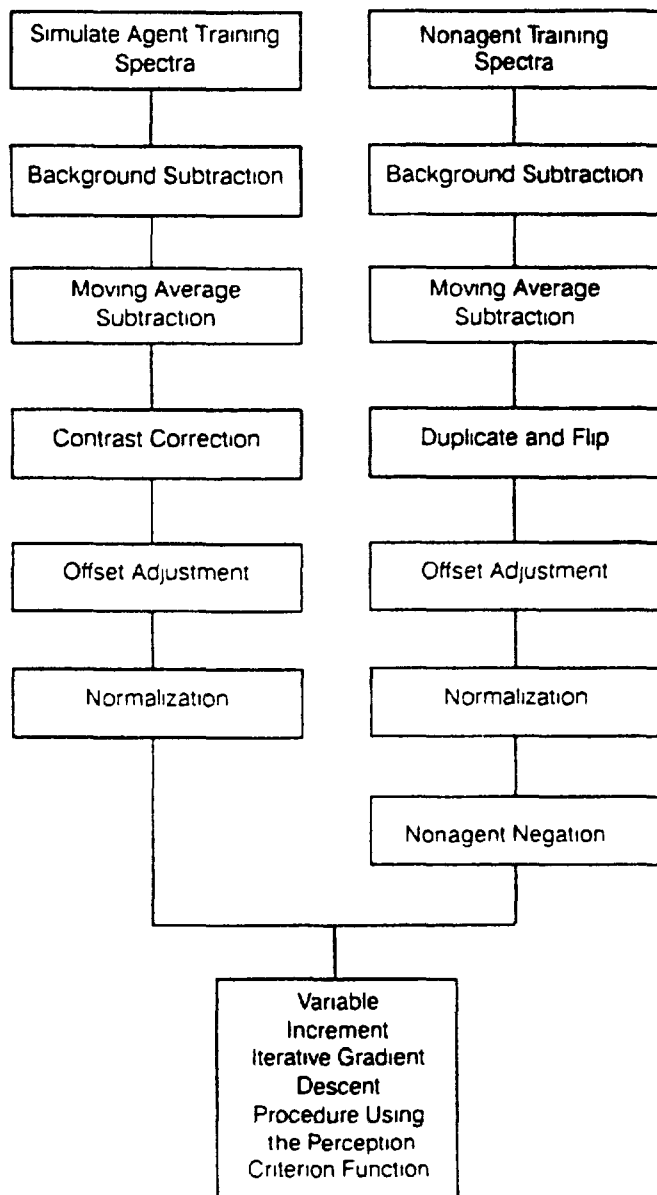 Simulate Agent Training
Spectra
Background Subtraction
Moving Average
Subtraction
Contrast Correction
Offset Adjustment
Normalization
Nonagent Training
Spectra
Background Subtraction
Moving Average
Subtraction
Duplicate and Flip
Offset Adjustment
Normalization
Nonagent Negation
Variable
Increment
Iterative Gradient
Descent
Procedure Using
the Perception
Criterion Function